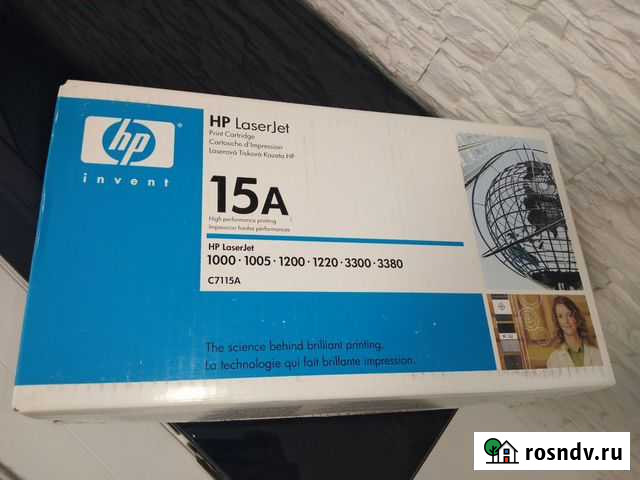 hp
invent
HP LaserJet
Print Cartridge
Cartouche d'Impression
Laserová Tisková Kazeta HP
15A
High performance printing
Impression hautes performances
HP LaserJet
1000 · 1005 · 1200 · 1220 · 3300 · 3380
C7115A
The science behind brilliant printing.
La technologie qui fait brillante impression.
rosndv.ru